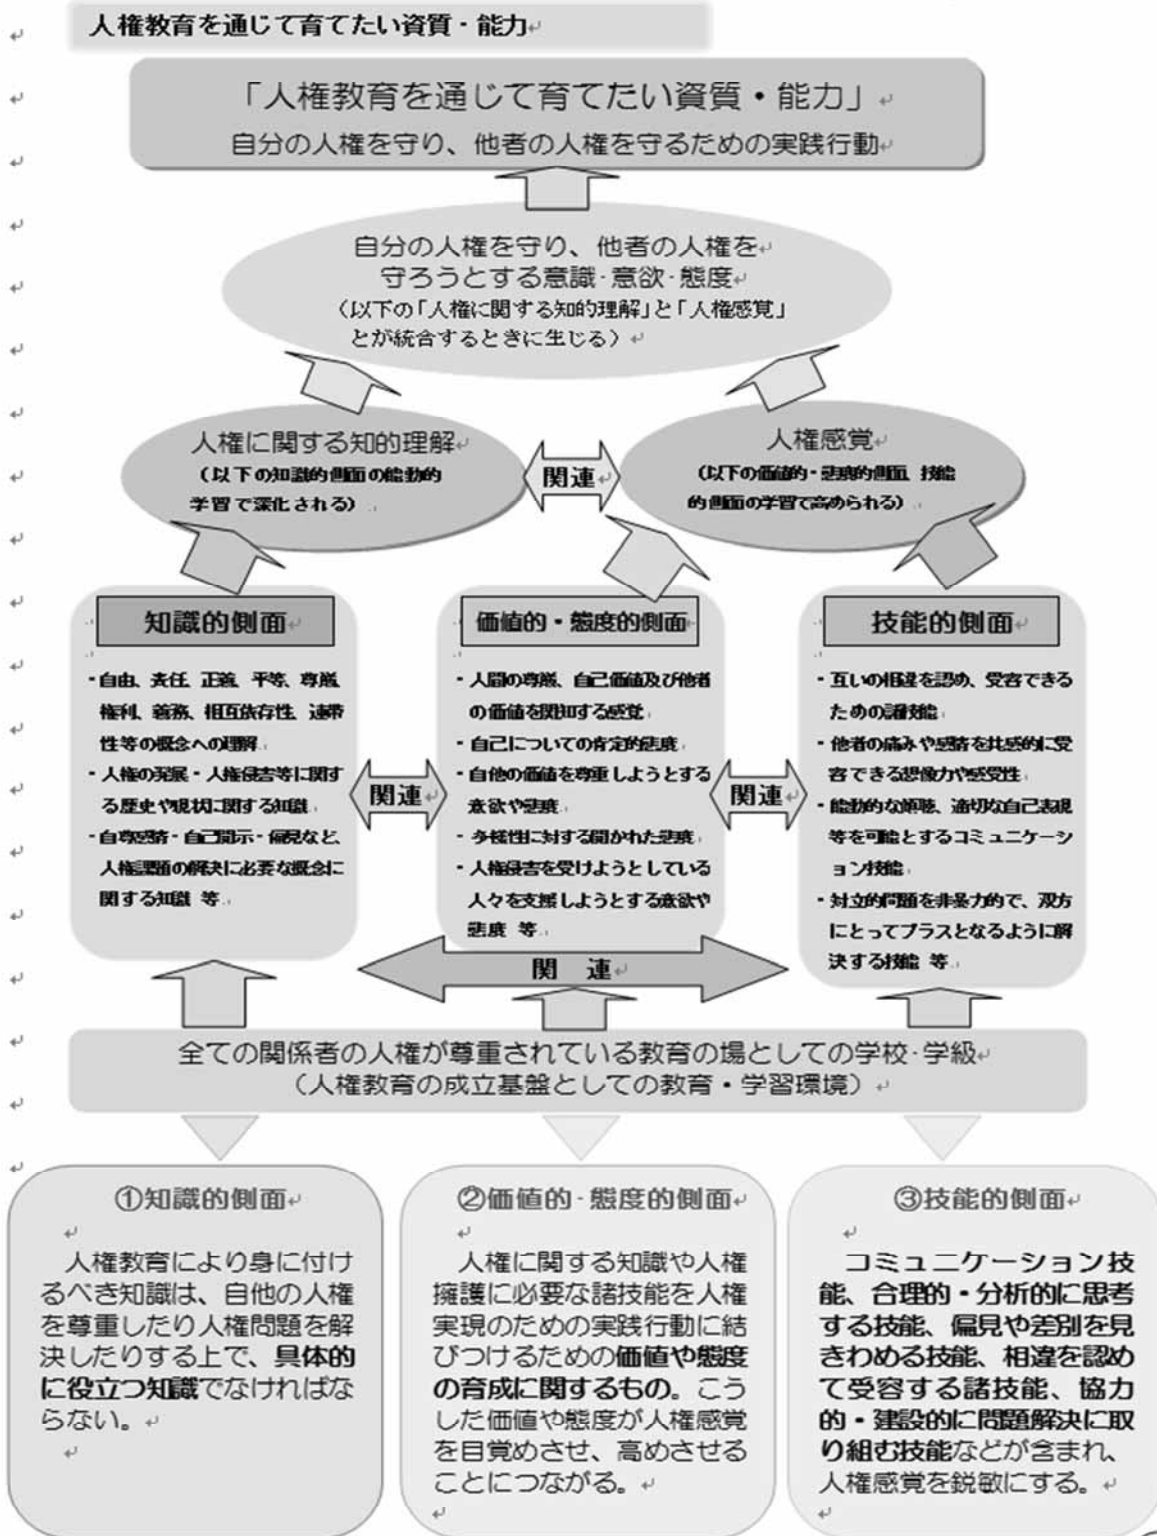 人権教育を通じて育てたい資質・能力
「人権教育を通じて育てたい資質・能力」
自分の人権を守り、他者の人権を守るための実践行動
自分の人権を守り、他者の人権を
守ろうとする意識・意欲・態度
（以下の「人権に関する知的理解」と「人権感覚」
とが統合するときに生じる）
人権に関する知的理解
（以下の知識的側面の能動的
学習で深化される）
関連
人権感覚
（以下の価値的・態度的側面、技能
的側面の学習で高められる）
知識的側面
・自由、責任、正義、平等、尊厳、
権利、義務、相互依存性、連帯
性等の概念への理解
・人権の発展・人権侵害等に関す
る歴史や現状に関する知識
・自尊感情・自己開示・偏見など、
人権課題の解決に必要な概念に
関する知識 等
関連
価値的・態度的側面
・人間の尊厳、自己価値及び他者
の価値を感知する感覚
・自己についての肯定的態度
・自他の価値を尊重しようとする
意欲や態度
・多様性に対する開かれた態度
・人権侵害を受けようとしている
人々を支援しようとする意欲や
態度 等
関連
技能的側面
・互いの相違を認め、受容できる
ための諸技能
・他者の痛みや感情を共感的に受
容できる想像力や感受性
・能動的な傾聴、適切な自己表現
等を可能とするコミュニケーシ
ョン技能
・対立的問題を非暴力的で、双方
にとってプラスとなるように解
決する技能 等
関 連
全ての関係者の人権が尊重されている教育の場としての学校・学級
（人権教育の成立基盤としての教育・学習環境）
①知識的側面
人権教育により身に付け
るべき知識は、自他の人権
を尊重したり人権問題を解
決したりする上で、具体的
に役立つ知識でなければな
らない。
②価値的・態度的側面
人権に関する知識や人権
擁護に必要な諸技能を人権
実現のための実践行動に結
びつけるための価値や態度
の育成に関するもの。こう
した価値や態度が人権感覚
を目覚めさせ、高めさせる
ことにつながる。
③技能的側面
コミュニケーション技
能、合理的・分析的に思考
する技能、偏見や差別を見
きわめる技能、相違を認め
て受容する諸技能、協力
的・建設的に問題解決に取
り組む技能などが含まれ、
人権感覚を鋭敏にする。